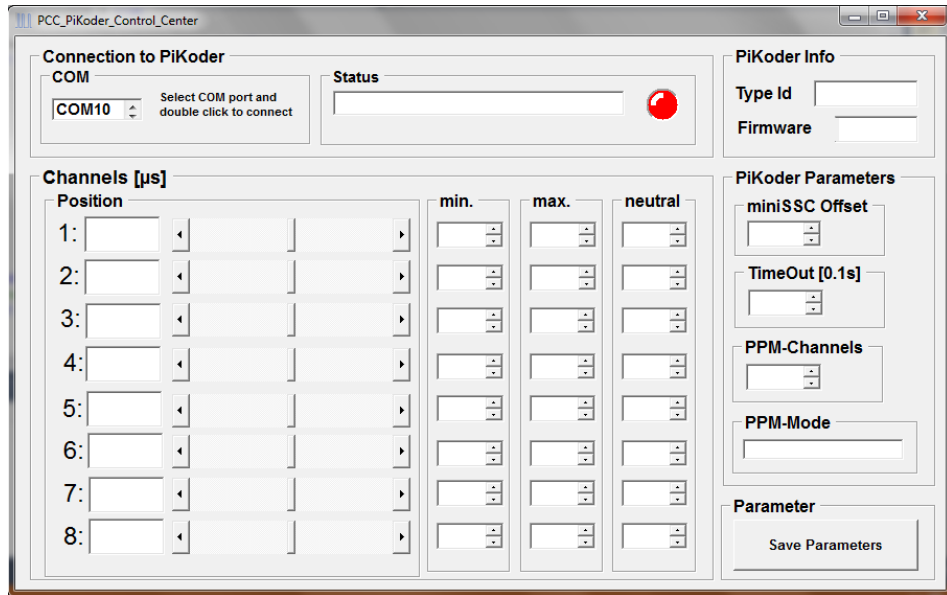 PCC_PiKoder_Control_Center
Connection to PiKoder
COM
COM10
Select COM port and
double click to connect
Status
PiKoder Info
Type Id
Firmware
Channels [µs]
Position
min.
max.
neutral
1:
2:
3:
4:
5:
6:
7:
8:
PiKoder Parameters
miniSSC Offset
TimeOut [0.1s]
PPM-Channels
PPM-Mode
Parameter
Save Parameters